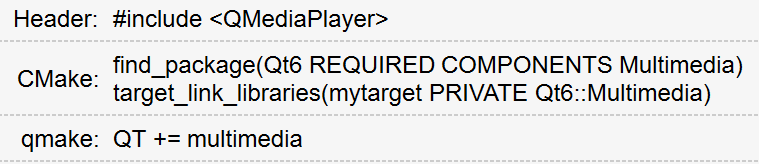 Header: #include <QMediaPlayer>
CMake: find_package(Qt6 REQUIRED COMPONENTS Multimedia)
target_link_libraries(mytarget PRIVATE Qt6::Multimedia)
qmake: QT += multimedia